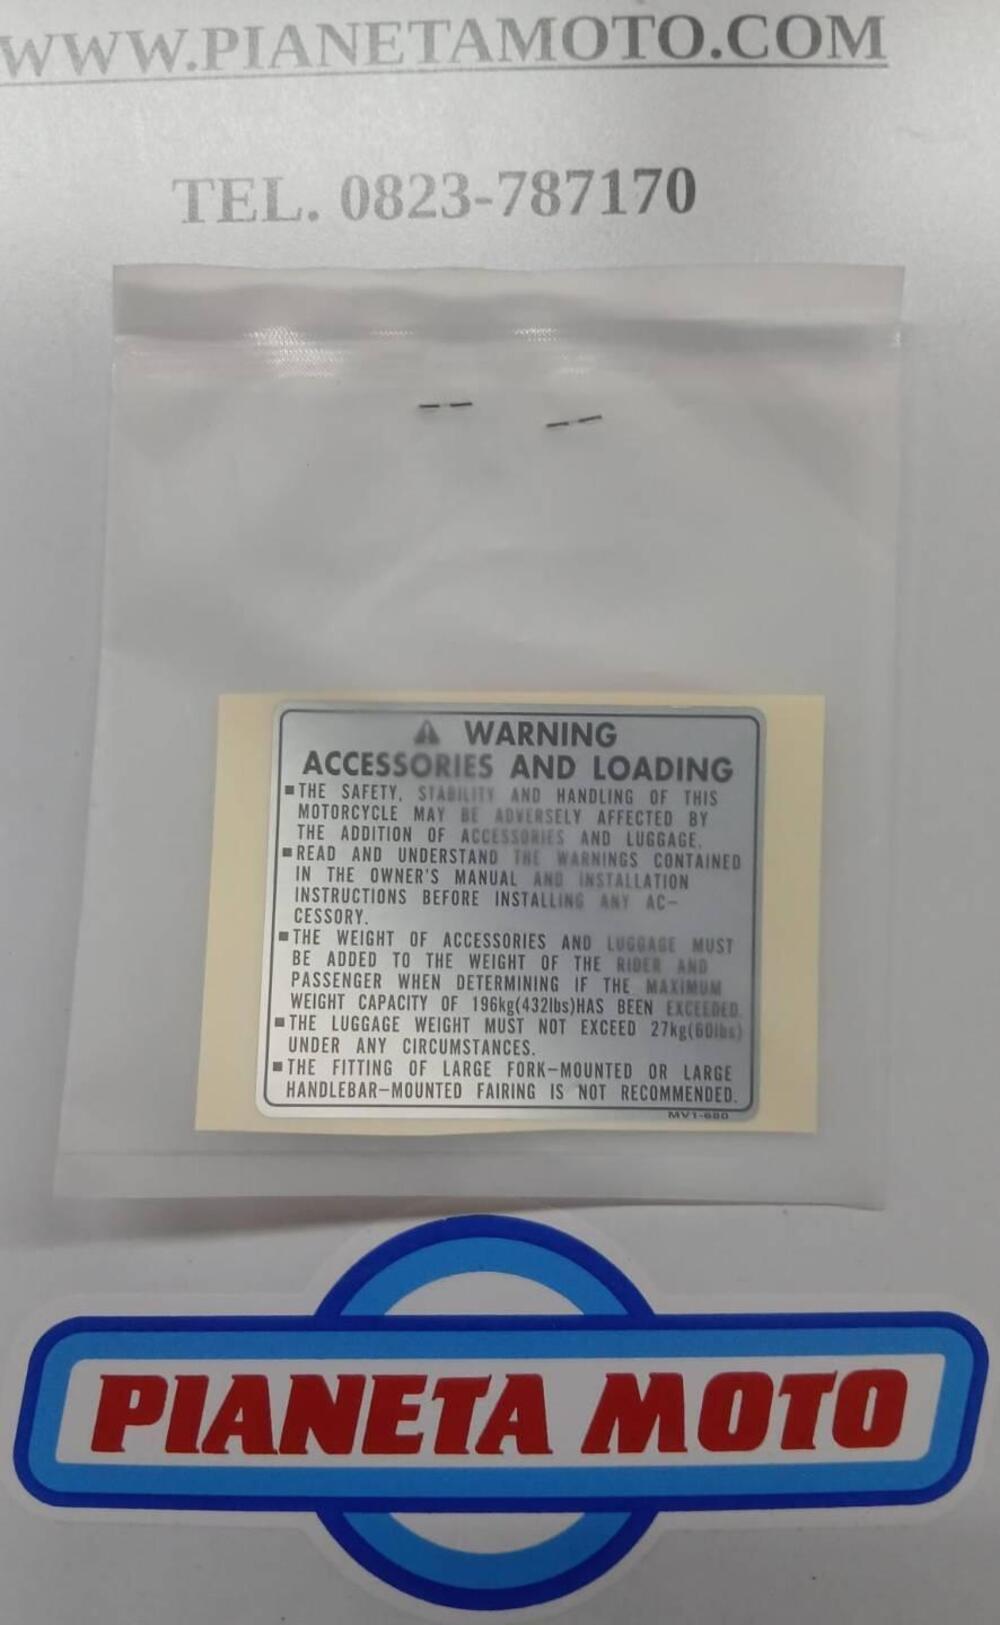 WWW.PIANETAMOTO.COM
TEL. 0823-787170
WARNING
ACCESSORIES AND LOADING
■THE SAFETY, STABILITY AND HANDLING OF THIS
MOTORCYCLE MAY BE ADVERSELY AFFECTED BY
THE ADDITION OF ACCESSORIES AND LUGGAGE.
■READ AND UNDERSTAND THE WARNINGS CONTAINED
IN THE OWNER'S MANUAL AND INSTALLATION
INSTRUCTIONS BEFORE INSTALLING ANY AC-
CESSORY.
■THE WEIGHT OF ACCESSORIES AND LUGGAGE MUST
BE ADDED TO THE WEIGHT OF THE RIDER AND
PASSENGER WHEN DETERMINING IF THE MAXIMUM
WEIGHT CAPACITY OF 196kg(432lbs)HAS BEEN EXCEEDED.
■THE LUGGAGE WEIGHT MUST NOT EXCEED 27kg(60lbs)
UNDER ANY CIRCUMSTANCES.
■THE FITTING OF LARGE FORK-MOUNTED OR LARGE
HANDLEBAR-MOUNTED FAIRING IS NOT RECOMMENDED.
MV1-680
PIANETA MOTO